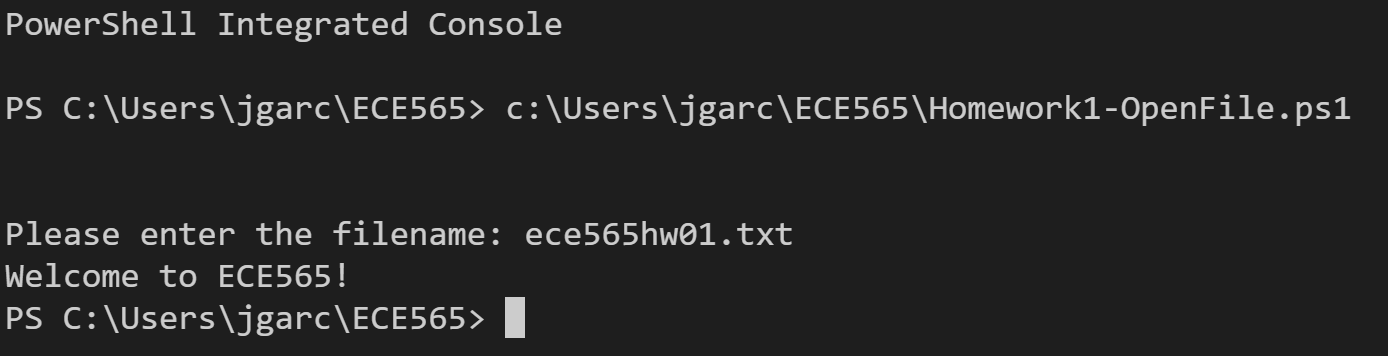 PowerShell Integrated Console
PS C:\Users\jgarc\ECE565> c:\Users\jgarc\ECE565\Homework1-OpenFile.ps1
Please enter the filename: ece565hw01.txt
Welcome to ECE565!
PS C:\Users\jgarc\ECE565>